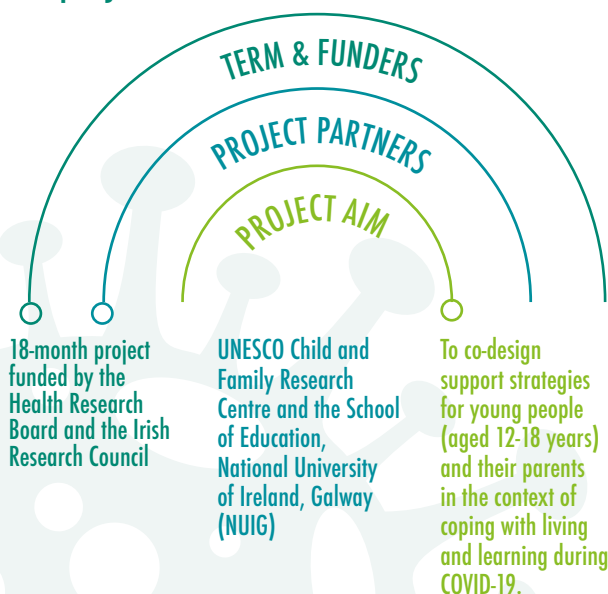 TERM & FUNDERS
PROJECT PARTNERS
PROJECT AIM
18-month project
funded by the
Health Research
Board and the Irish
Research Council
UNESCO Child and
Family Research
Centre and the School
of Education,
National University
of Ireland, Galway
(NUIG)
To co-design
support strategies
for young people
(aged 12-18 years)
and their parents
in the context of
coping with living
and learning during
COVID-19.